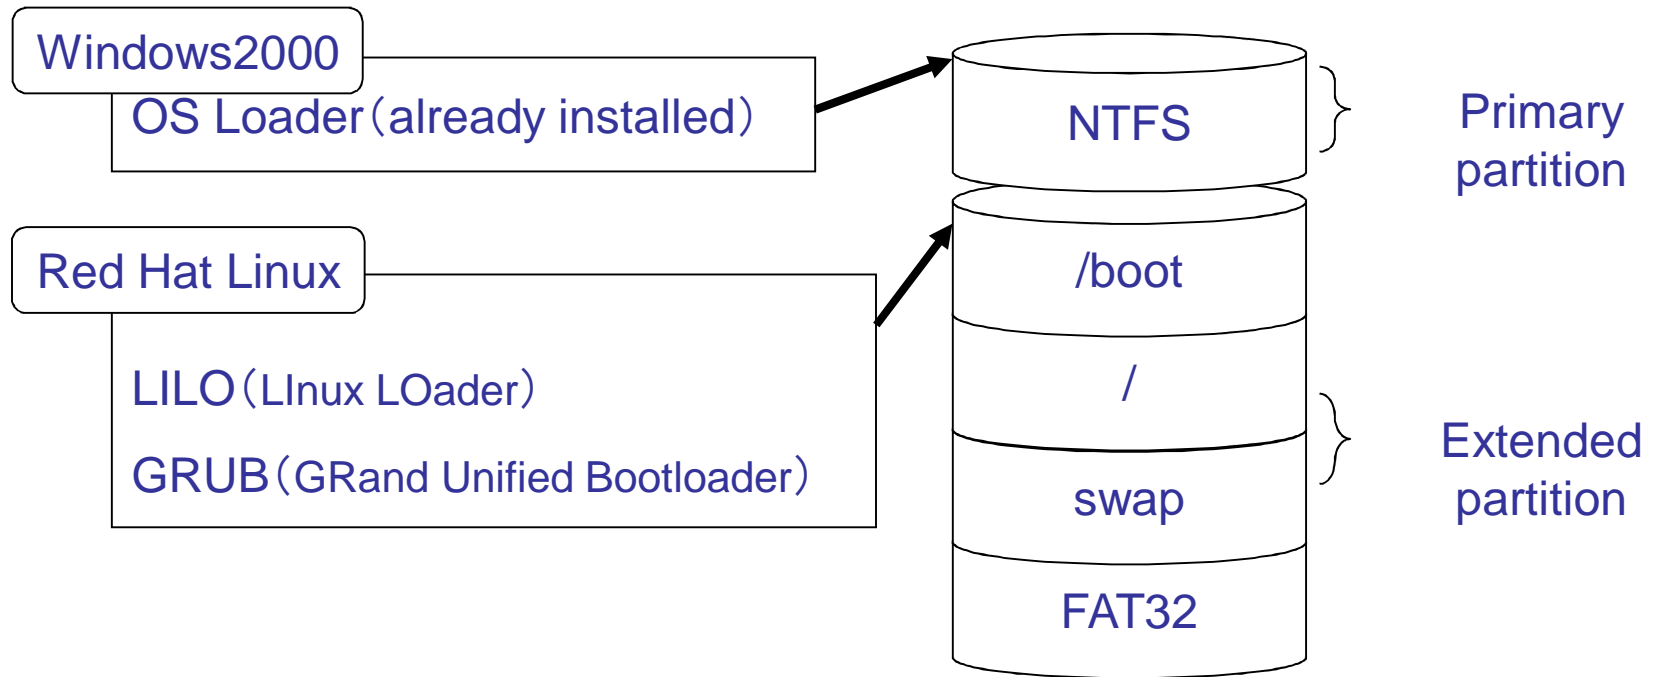 Windows2000
OS Loader（already installed）
Red Hat Linux
LILO（LInux LOader）
GRUB（GRand Unified Bootloader）
NTFS
/boot
/
swap
FAT32
Primary
partition
Extended
partition